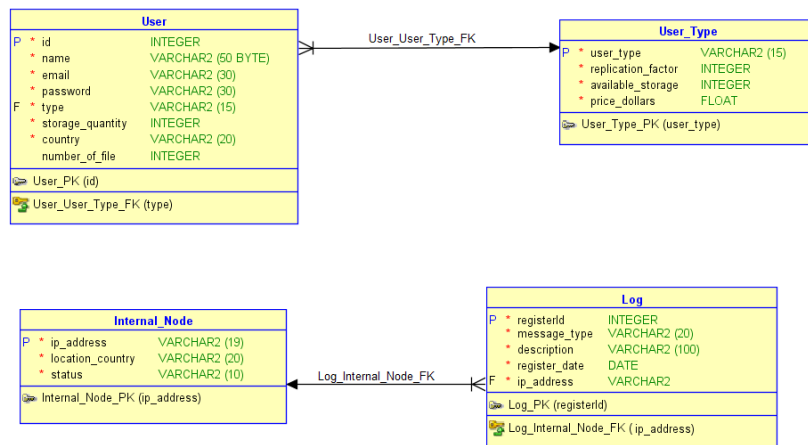 User
P * id INTEGER
* name VARCHAR2 (50 BYTE)
* email VARCHAR2 (30)
* password VARCHAR2 (30)
F * type VARCHAR2 (15)
* storage_quantity INTEGER
* country VARCHAR2 (20)
number_of_file INTEGER
User_PK (id)
User_User_Type_FK (type)
User_User_Type_FK
User_Type
P * user_type VARCHAR2 (15)
* replication_factor INTEGER
* available_storage INTEGER
* price_dollars FLOAT
User_Type_PK (user_type)
Internal_Node
P * ip_address VARCHAR2 (19)
* location_country VARCHAR2 (20)
* status VARCHAR2 (10)
Internal_Node_PK (ip_address)
Log_Internal_Node_FK
Log
P * registerId INTEGER
* message_type VARCHAR2 (20)
* description VARCHAR2 (100)
* register_date DATE
F * ip_address VARCHAR2
Log_PK (registerId)
Log_Internal_Node_FK ( ip_address)